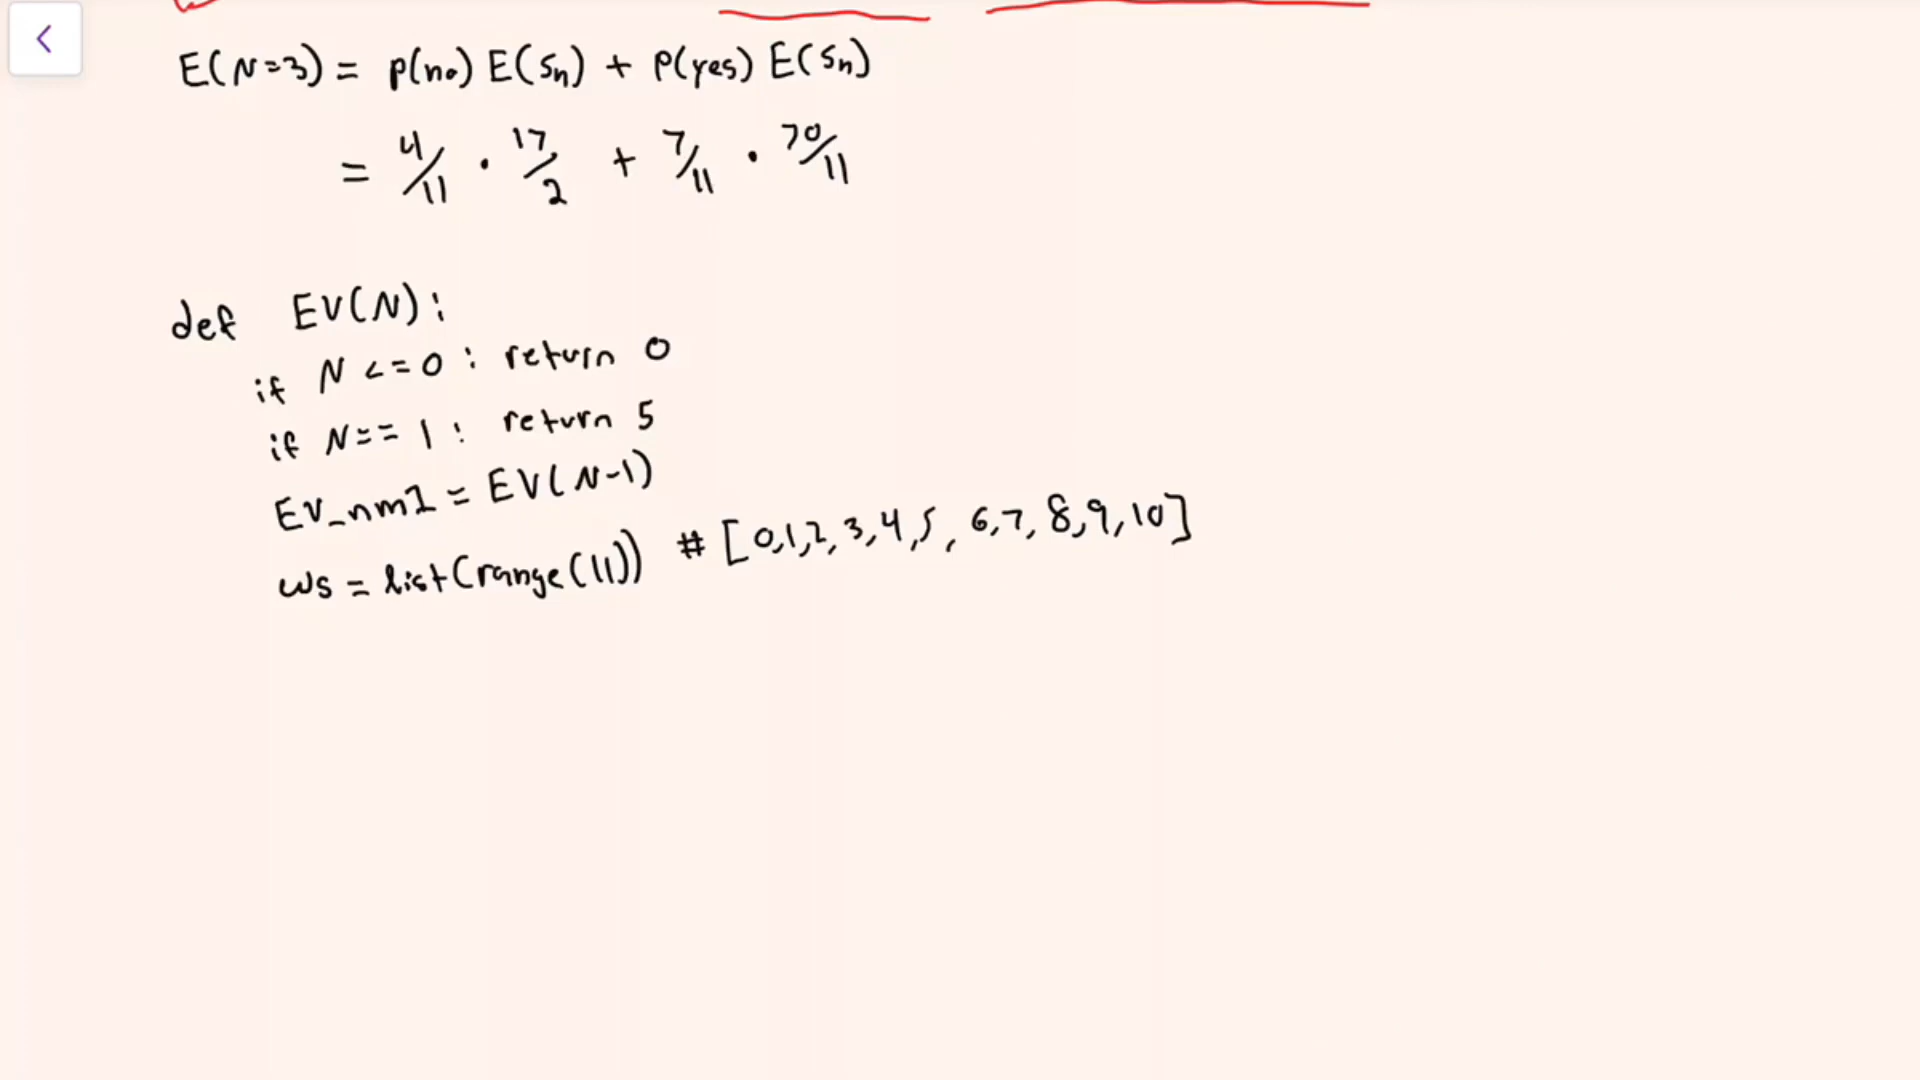 E(N=3) = p(no) E(Sn) + P(yes) E(Sn)
= 4/11 · 17/2 + 7/11 · 70/11
def EV(N):
if N <= 0 : return 0
if N == 1 : return 5
EV_nm1 = EV(N-1)
ws = list(range(11)) # [0,1,2,3,4,5, 6,7,8,9,10]